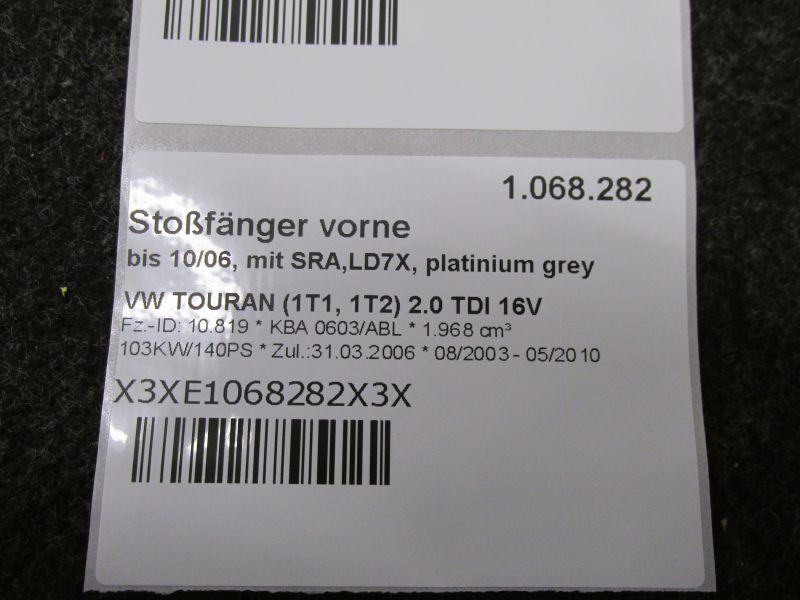 1.068.282
Stoßfänger vorne
bis 10/06, mit SRA,LD7X, platinium grey
VW TOURAN (1T1, 1T2) 2.0 TDI 16V
Fz.-ID: 10.819 * KBA 0603/ABL * 1.968 cm³
103KW/140PS * Zul.:31.03.2006 * 08/2003 - 05/2010
X3XE1068282X3X